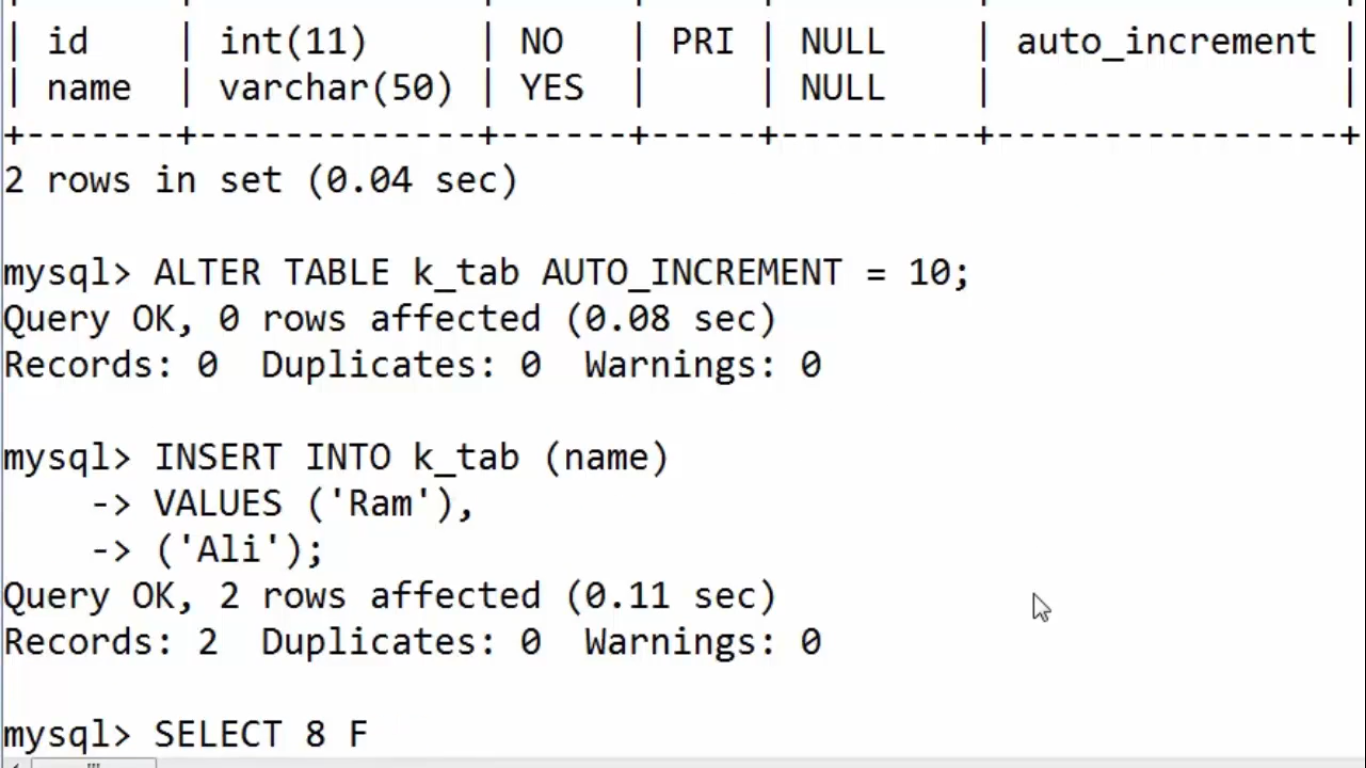 | id | int(11) | NO | PRI | NULL | auto_increment |
| name | varchar(50) | YES | | NULL | |
+-------+-------------+------+-----+---------+----------------+
2 rows in set (0.04 sec)
mysql> ALTER TABLE k_tab AUTO_INCREMENT = 10;
Query OK, 0 rows affected (0.08 sec)
Records: 0 Duplicates: 0 Warnings: 0
mysql> INSERT INTO k_tab (name)
-> VALUES ('Ram'),
-> ('Ali');
Query OK, 2 rows affected (0.11 sec)
Records: 2 Duplicates: 0 Warnings: 0
mysql> SELECT 8 F